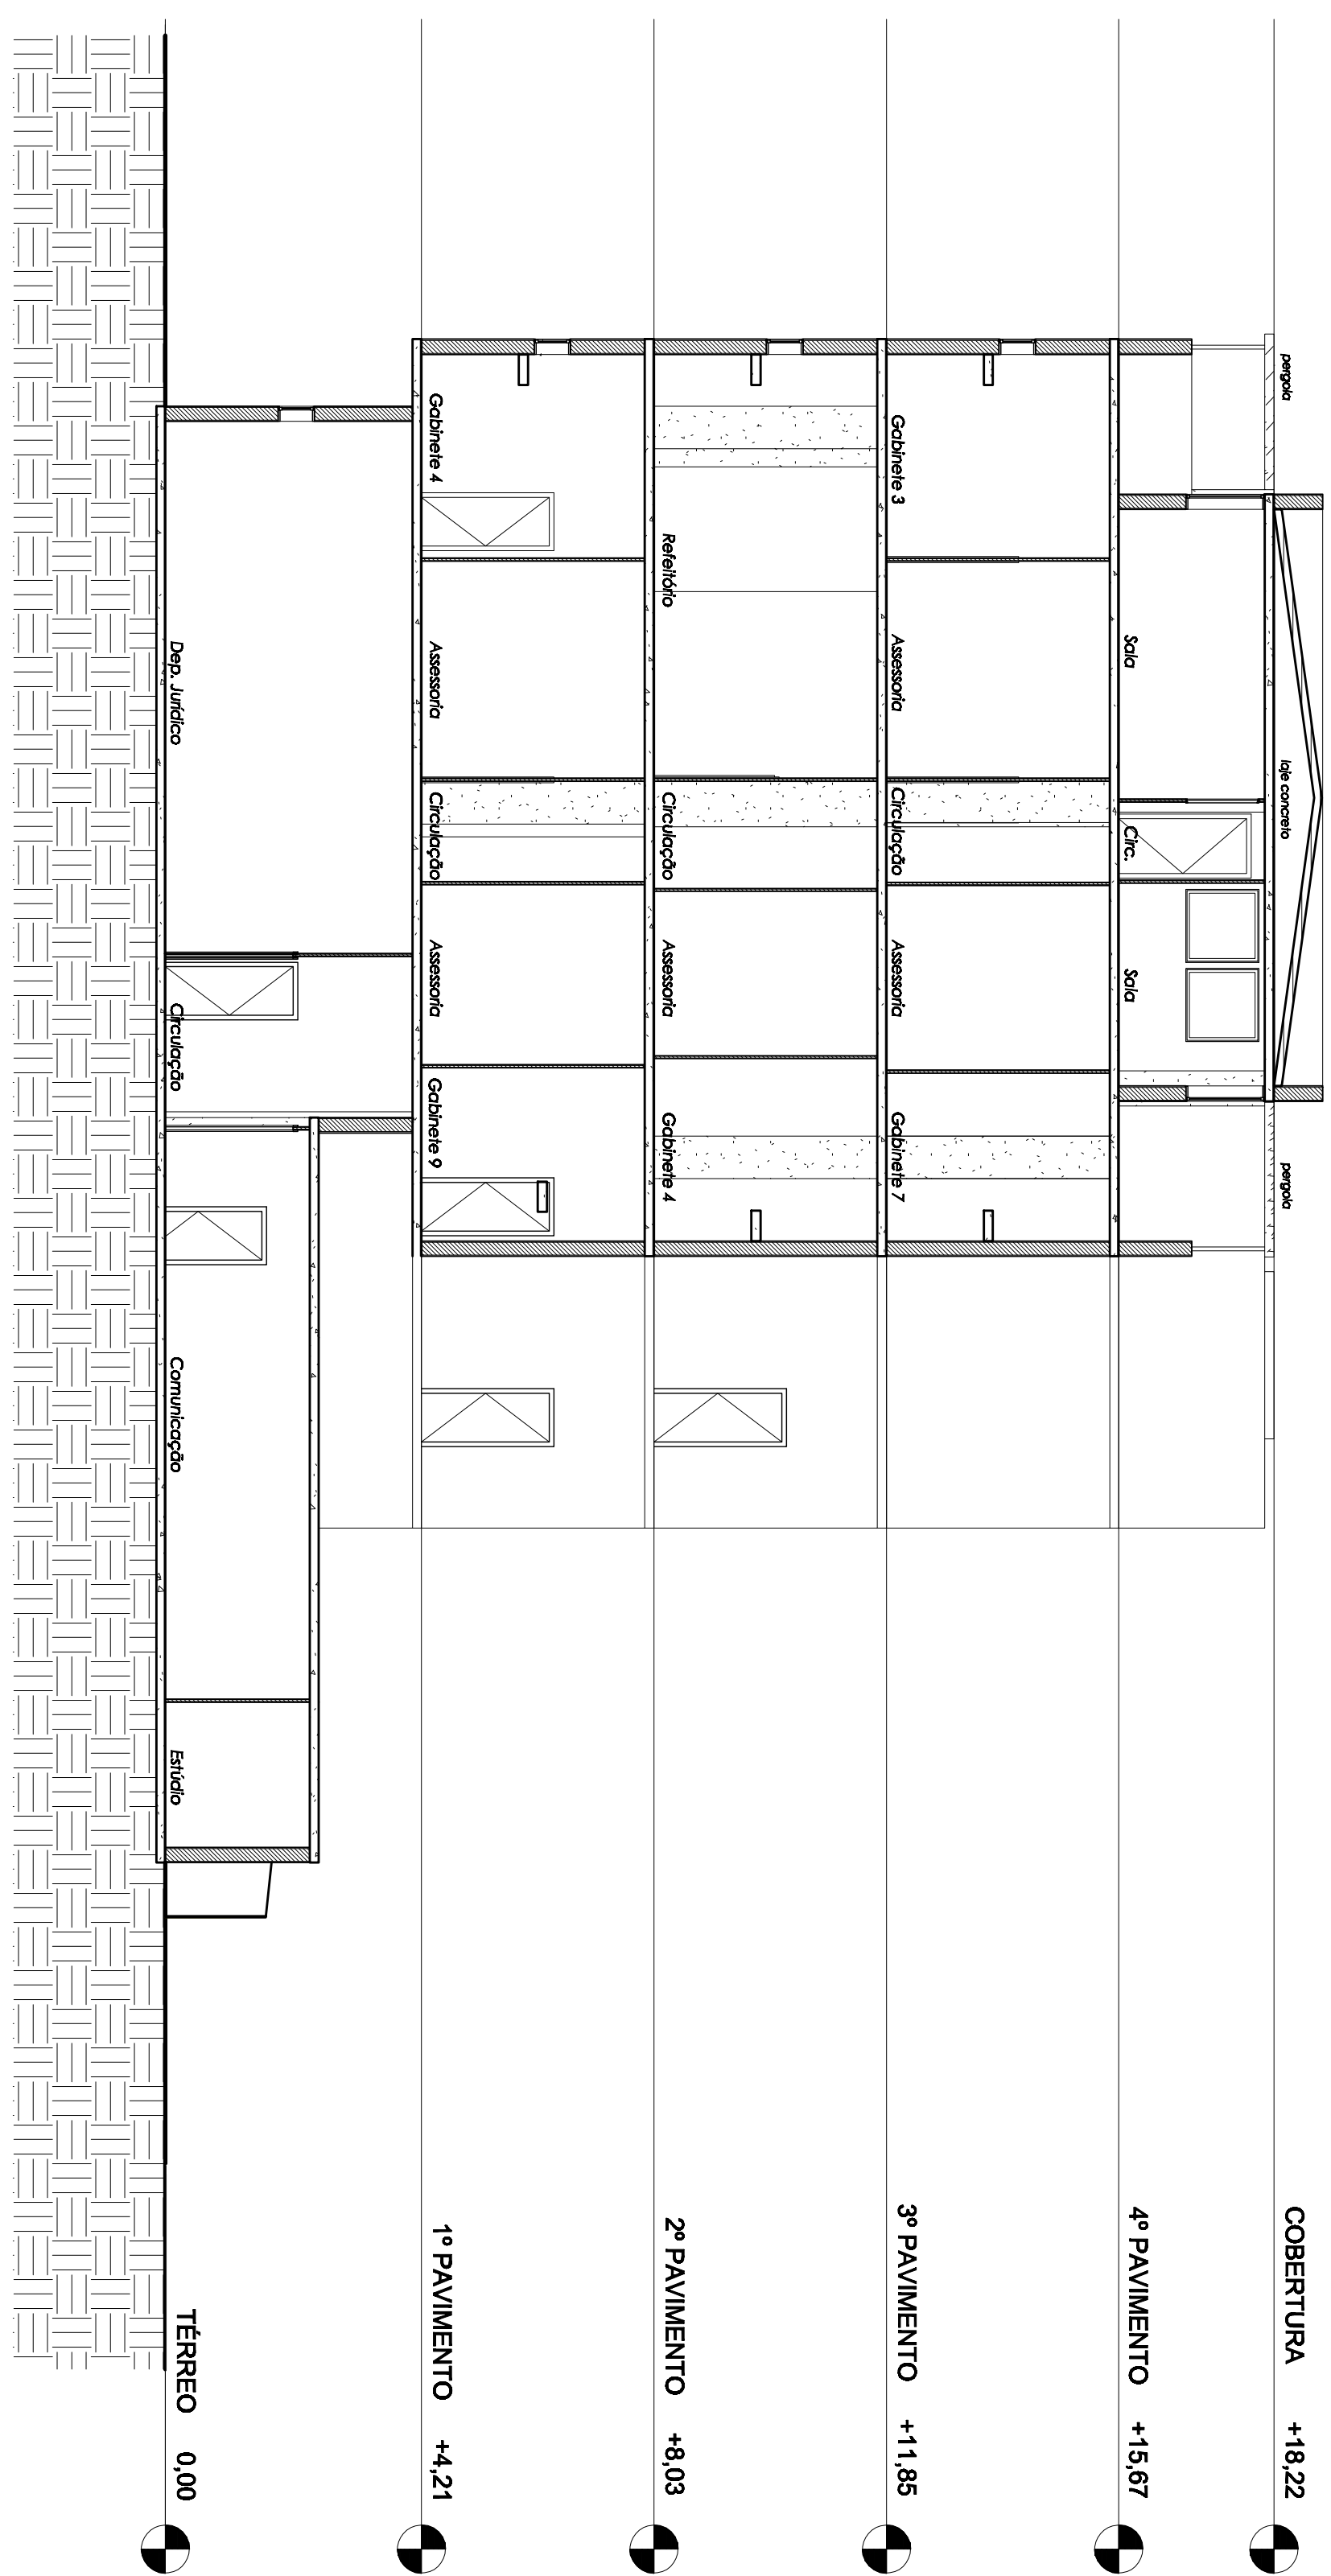 pergola
laje concreto
pergola
COBERTURA +18,22
Sala
Circ.
Sala
4º PAVIMENTO +15,67
Gabinete 3
Assessoria
Circulação
Assessoria
Gabinete 7
3º PAVIMENTO +11,85
Refeitório
Circulação
Assessoria
Gabinete 4
2º PAVIMENTO +8,03
Gabinete 4
Assessoria
Circulação
Assessoria
Gabinete 9
1º PAVIMENTO +4,21
Dep. Jurídico
Circulação
Comunicação
Estúdio
TÉRREO 0,00